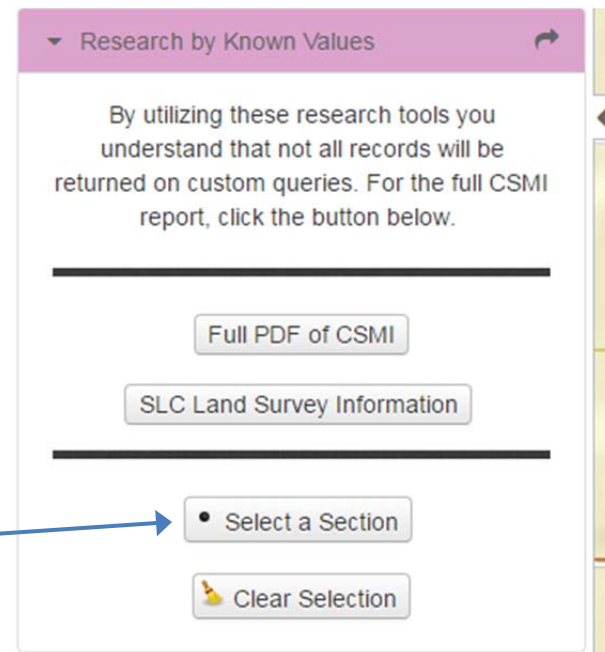 Research by Known Values
By utilizing these research tools you
understand that not all records will be
returned on custom queries. For the full CSMI
report, click the button below.
Full PDF of CSMI
SLC Land Survey Information
Select a Section
Clear Selection